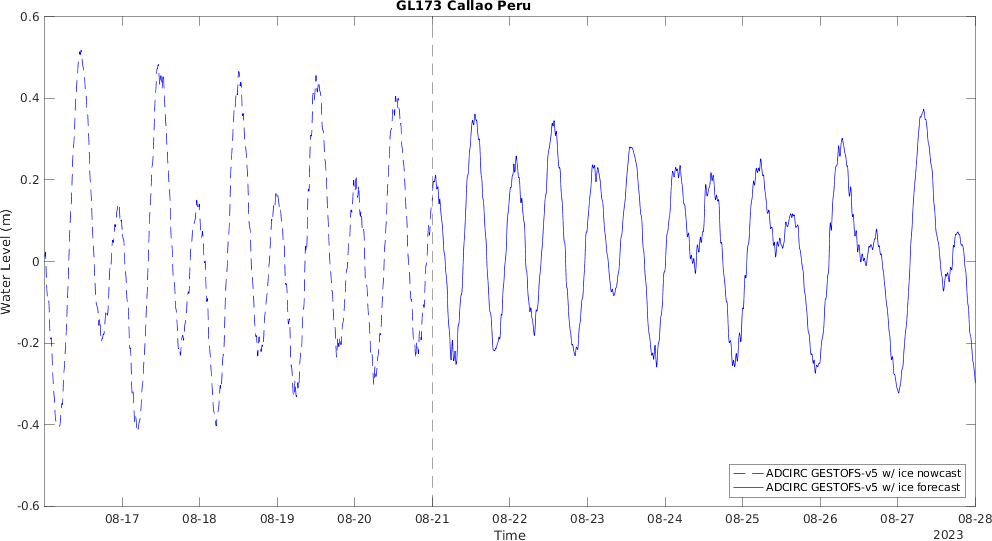 GL173 Callao Peru
0.6
0.4
0.2
0
-0.2
-0.4
-0.6
Water Level (m)
ADCIRC GESTOFS-v5 w/ ice nowcast
ADCIRC GESTOFS-v5 w/ ice forecast
08-17 08-18 08-19 08-20 08-21 08-22 08-23 08-24 08-25 08-26 08-27 08-28
Time
2023